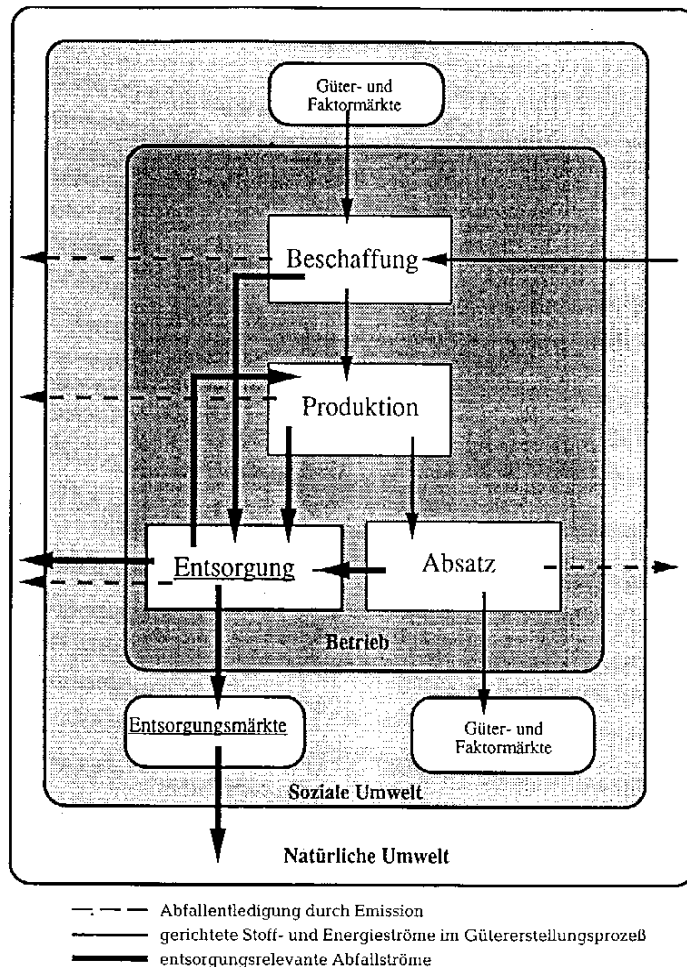 Güter- und
Faktormärkte
Beschaffung
Produktion
Entsorgung
Absatz
Betrieb
Entsorgungsmärkte
Güter- und
Faktormärkte
Soziale Umwelt
Natürliche Umwelt
Abfallentledigung durch Emission
gerichtete Stoff- und Energieströme im Gütererstellungsprozeß
entsorgungsrelevante Abfallströme